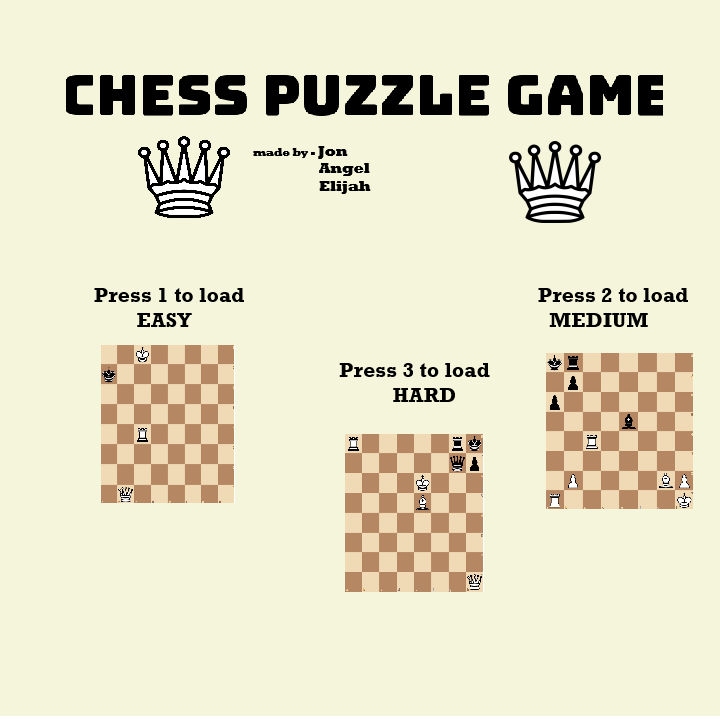 CHESS PUZZLE GAME
made by - Jon
Angel
Elijah
Press 1 to load
EASY
Press 2 to load
MEDIUM
Press 3 to load
HARD